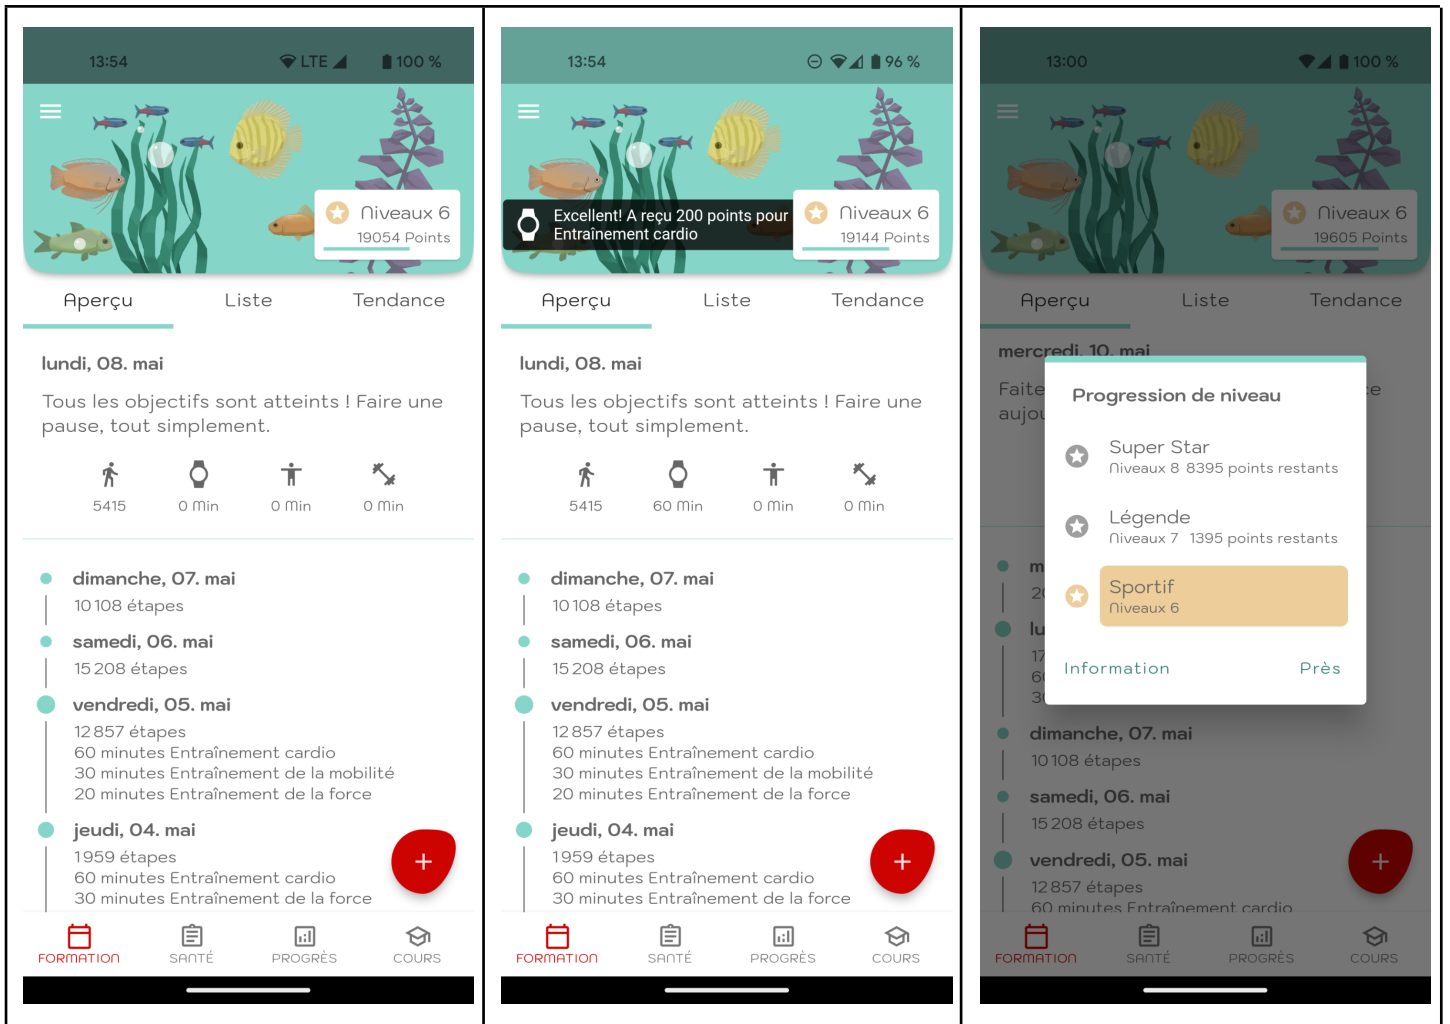 13:54
LTE
100 %
Niveaux 6
19054 Points
Aperçu
Liste
Tendance
lundi, 08. mai
Tous les objectifs sont atteints ! Faire une
pause, tout simplement.
5415
0 Min
0 Min
0 Min
dimanche, 07. mai
10 108 étapes
samedi, 06. mai
15 208 étapes
vendredi, 05. mai
12 857 étapes
60 minutes Entraînement cardio
30 minutes Entraînement de la mobilité
20 minutes Entraînement de la force
jeudi, 04. mai
1 959 étapes
60 minutes Entraînement cardio
30 minutes Entraînement de la force
FORMATION
SANTÉ
PROGRÈS
COURS
13:54
96 %
Excellent! A reçu 200 points pour
Entraînement cardio
Niveaux 6
19144 Points
Aperçu
Liste
Tendance
lundi, 08. mai
Tous les objectifs sont atteints ! Faire une
pause, tout simplement.
5415
60 Min
0 Min
0 Min
dimanche, 07. mai
10 108 étapes
samedi, 06. mai
15 208 étapes
vendredi, 05. mai
12 857 étapes
60 minutes Entraînement cardio
30 minutes Entraînement de la mobilité
20 minutes Entraînement de la force
jeudi, 04. mai
1 959 étapes
60 minutes Entraînement cardio
30 minutes Entraînement de la force
FORMATION
SANTÉ
PROGRÈS
COURS
13:00
100 %
Niveaux 6
19605 Points
Aperçu
Liste
Tendance
mercredi, 10. mai
Faite
aujou
Progression de niveau
Super Star
Niveaux 8 8395 points restants
Légende
Niveaux 7 1395 points restants
Sportif
Niveaux 6
Information
Près
dimanche, 07. mai
10 108 étapes
samedi, 06. mai
15 208 étapes
vendredi, 05. mai
12 857 étapes
60 minutes Entraînement cardio
FORMATION
SANTÉ
PROGRÈS
COURS